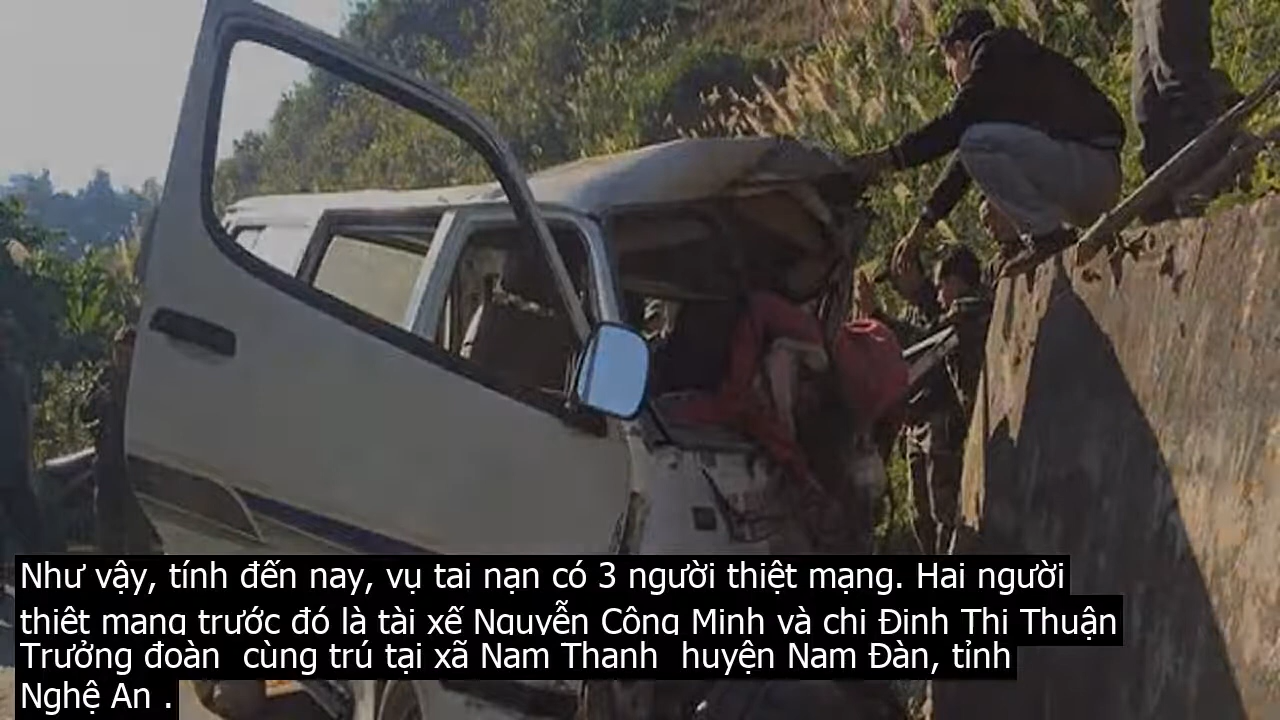 Như vậy, tính đến nay, vụ tai nạn có 3 người thiệt mạng. Hai người
thiệt mạng trước đó là tài xế Nguyễn Công Minh và chị Đinh Thị Thuận
Trưởng đoàn cùng trú tại xã Nam Thanh huyện Nam Đàn, tỉnh
Nghệ An .